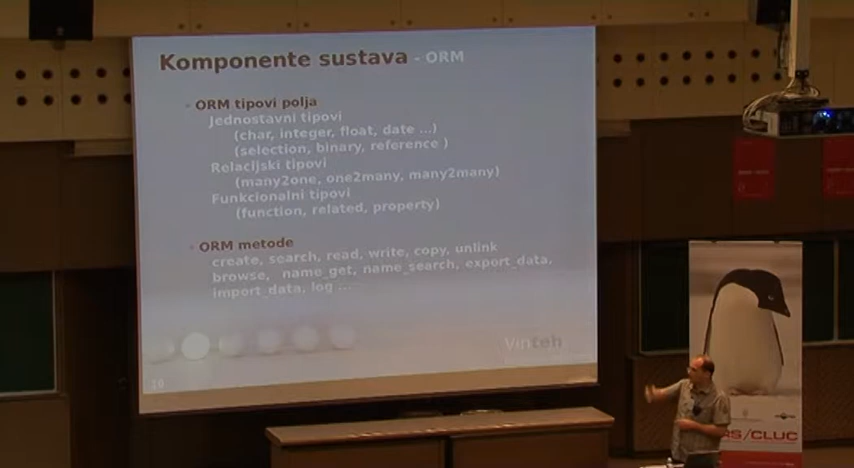 Komponente sustava - ORM
- ORM tipovi polja
Jednostavni tipovi
(char, integer, float, date ...)
(selection, binary, reference )
Relacijski tipovi
(many2one, one2many, many2many)
Funkcionalni tipovi
(function, related, property)
- ORM metode
create, search, read, write, copy, unlink
browse, name_get, name_search, export_data,
import_data, log ...
Vinteh
/CLUC